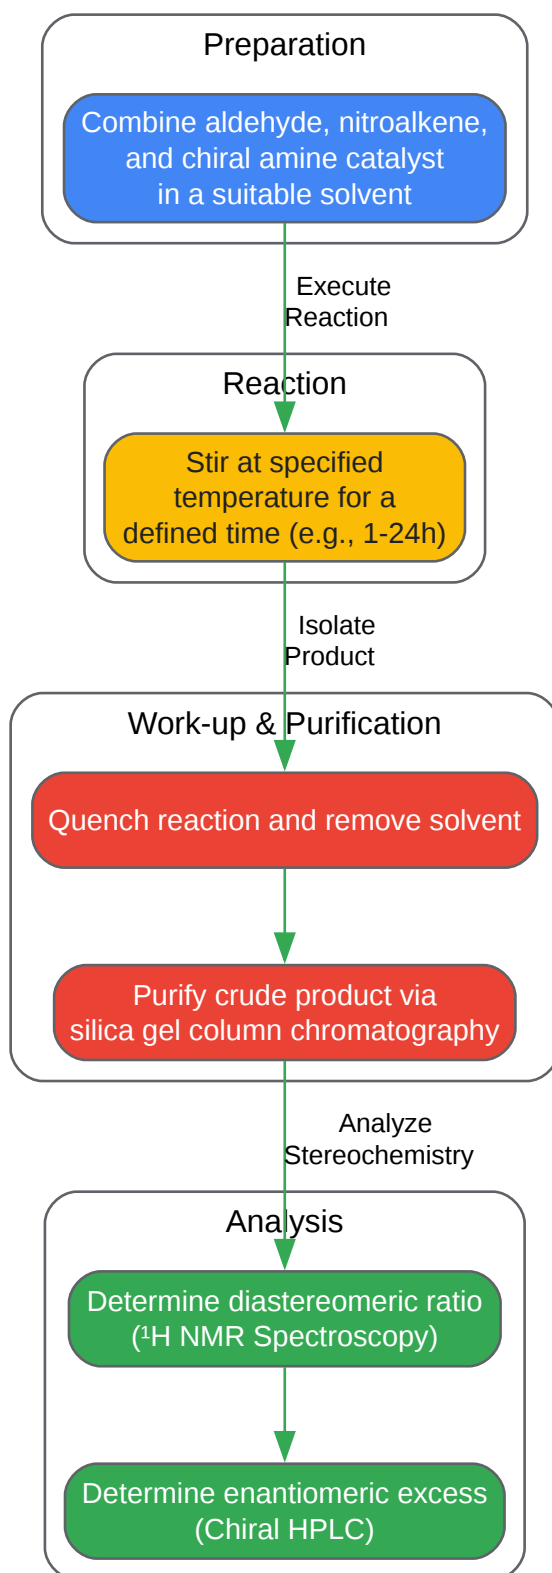 Preparation
Combine aldehyde, nitroalkene,
and chiral amine catalyst
in a suitable solvent
Execute
Reaction
Reaction
Stir at specified
temperature for a
defined time (e.g., 1-24h)
Isolate
Product
Work-up & Purification
Quench reaction and remove solvent
Purify crude product via
silica gel column chromatography
Analyze
Stereochemistry
Analysis
Determine diastereomeric ratio
(¹H NMR Spectroscopy)
Determine enantiomeric excess
(Chiral HPLC)